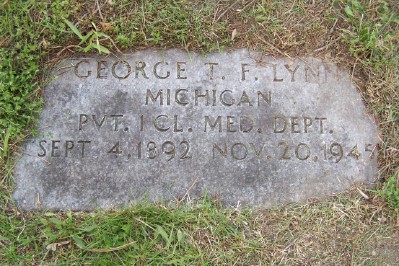 GEORGE T. F. LYNN
MICHIGAN
PVT. 1 CL. MED. DEPT.
SEPT 4, 1892 NOV. 20, 1945